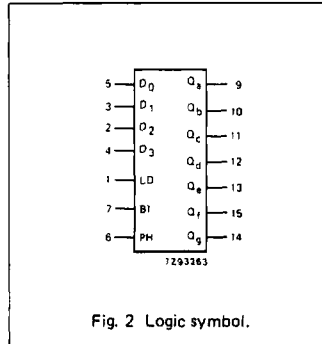 5 D0 Qa 9
3 D1 Qb 10
2 D2 Qc 11
4 D3 Qd 12
1 LD Qe 13
7 BI Qf 15
6 PH Qg 14
7Z93263
Fig. 2 Logic symbol.